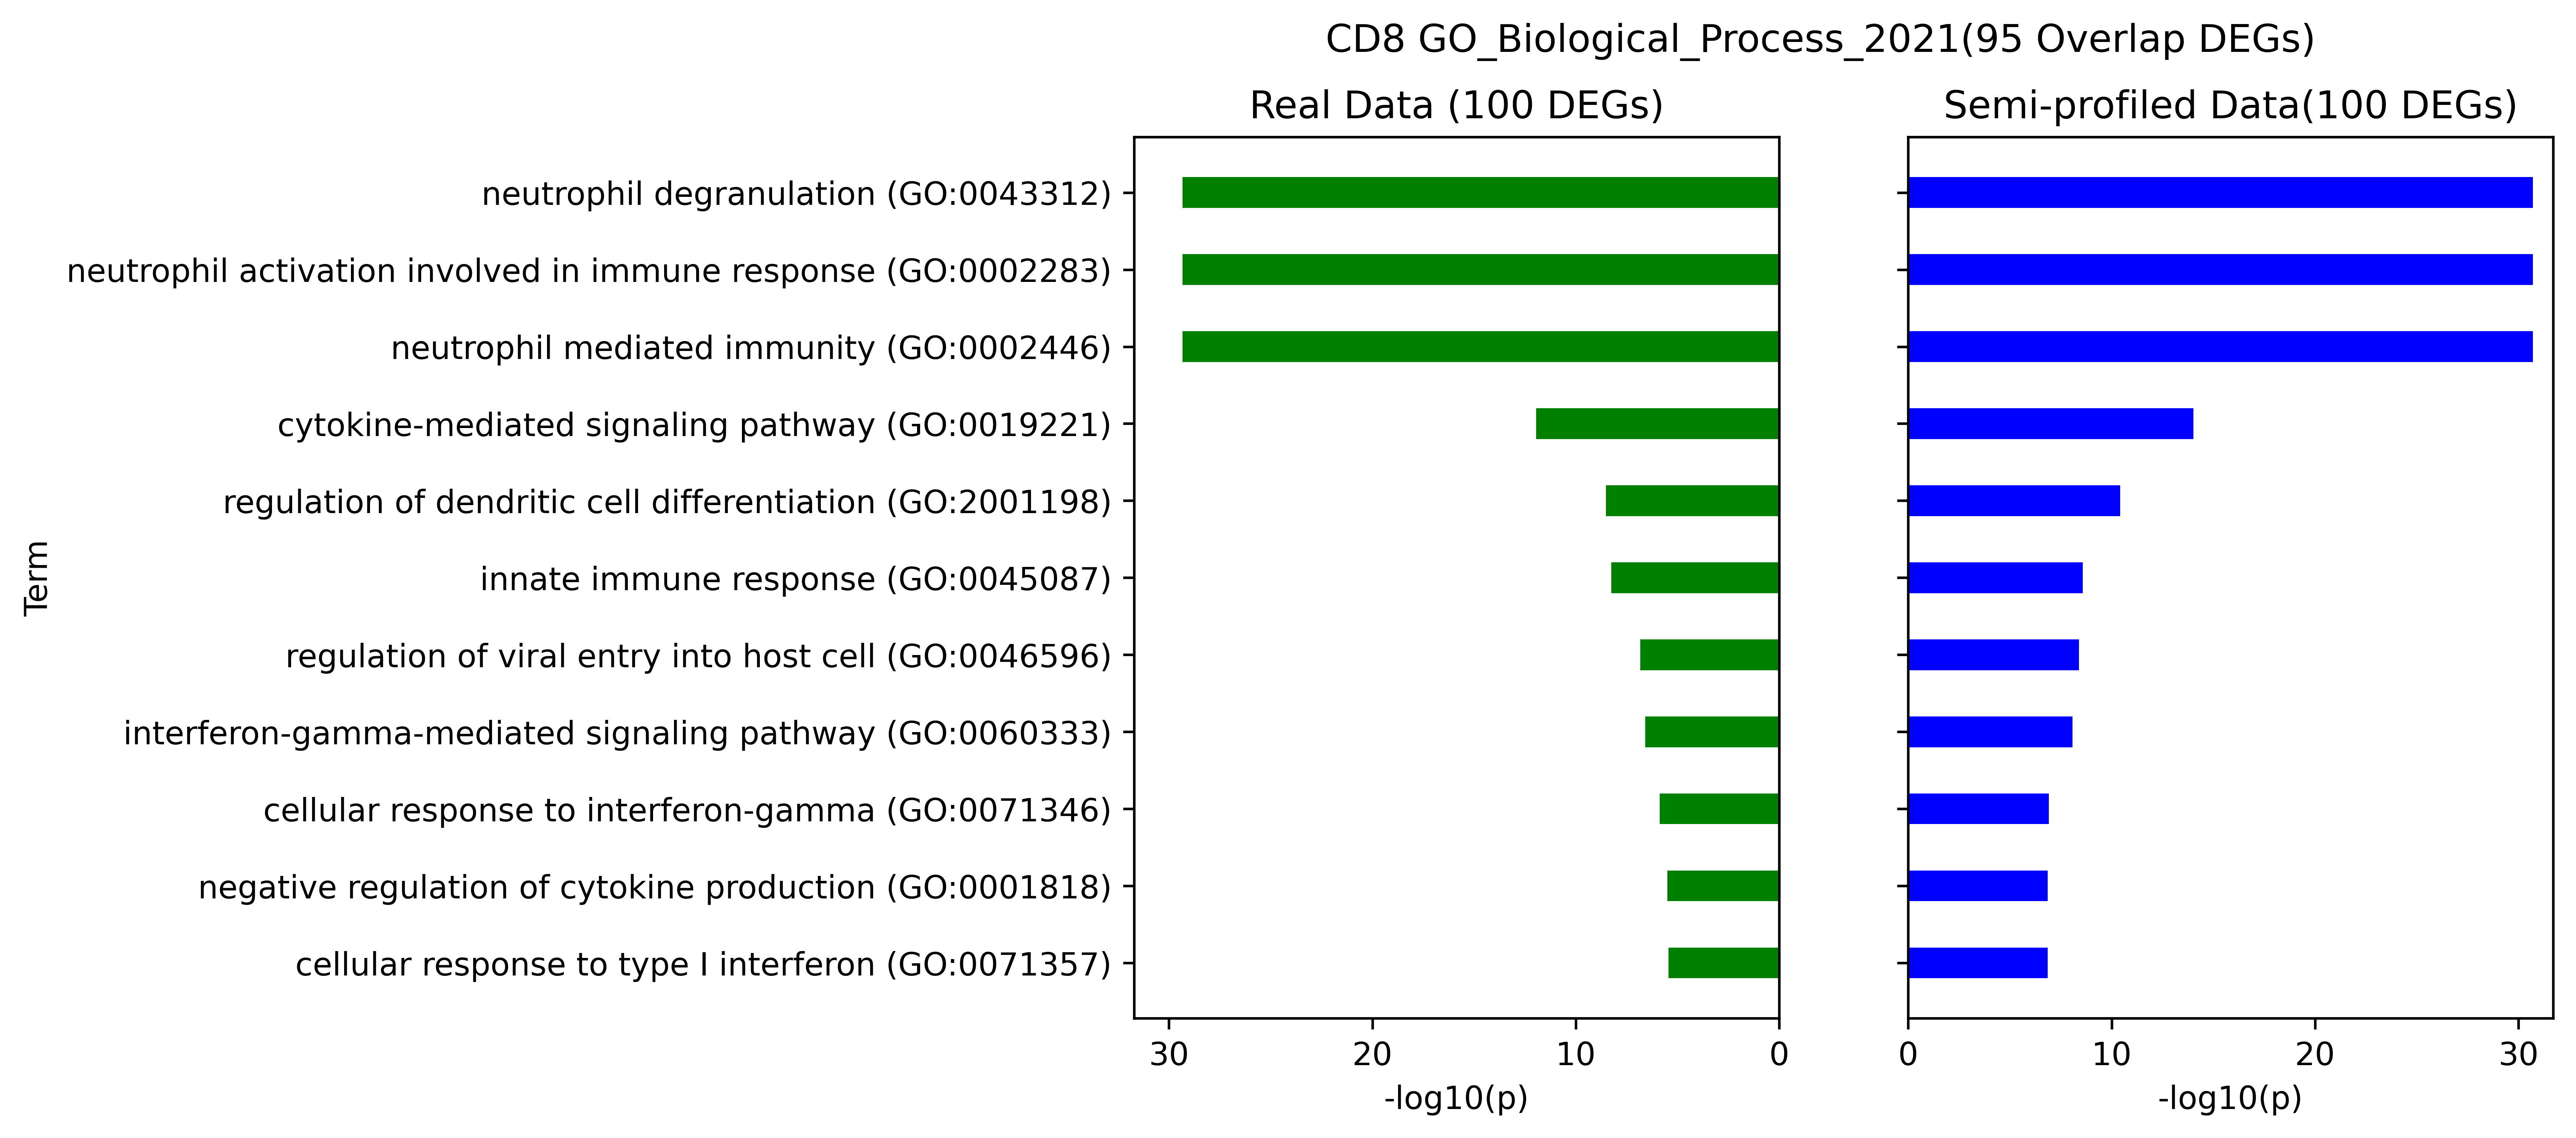 CD8 GO_Biological_Process_2021(95 Overlap DEGs)
Real Data (100 DEGs)
Semi-profiled Data(100 DEGs)
neutrophil degranulation (GO:0043312)
neutrophil activation involved in immune response (GO:0002283)
neutrophil mediated immunity (GO:0002446)
cytokine-mediated signaling pathway (GO:0019221)
regulation of dendritic cell differentiation (GO:2001198)
innate immune response (GO:0045087)
regulation of viral entry into host cell (GO:0046596)
interferon-gamma-mediated signaling pathway (GO:0060333)
cellular response to interferon-gamma (GO:0071346)
negative regulation of cytokine production (GO:0001818)
cellular response to type I interferon (GO:0071357)
Term
30 20 10 0
0 10 20 30
-log10(p)
-log10(p)